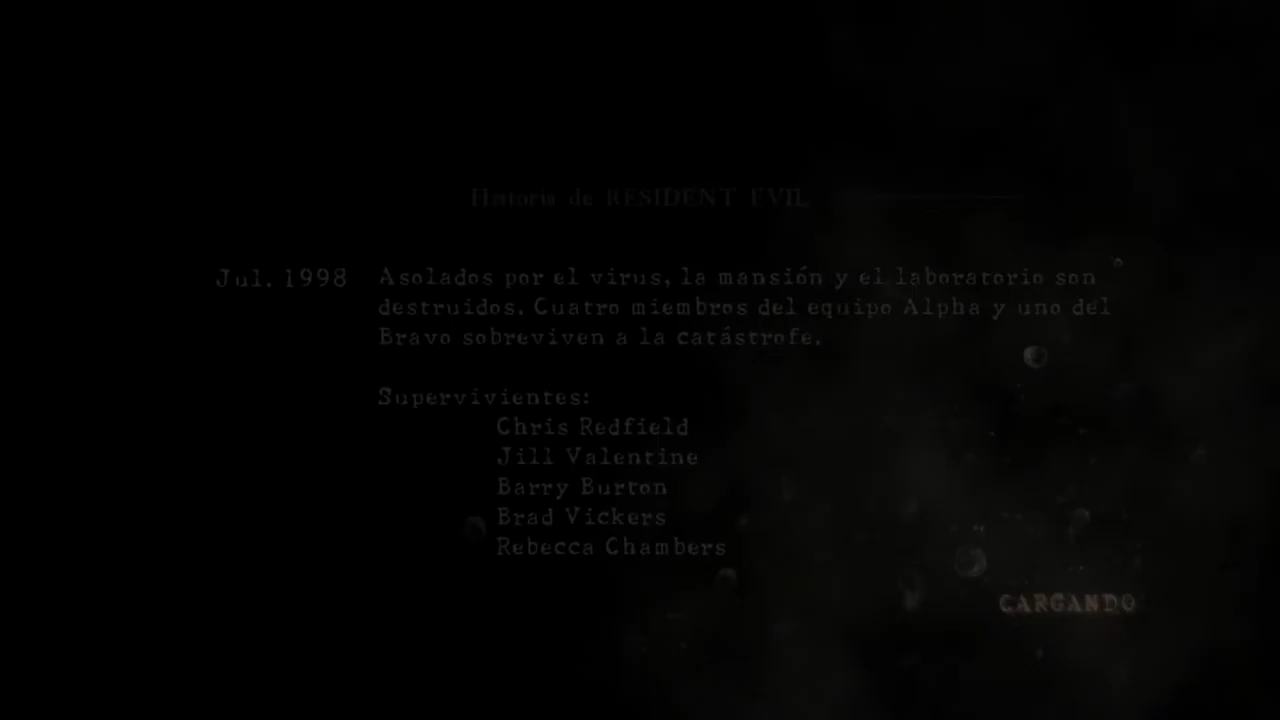 Historia de RESIDENT EVIL
Jul. 1998 Asolados por el virus, la mansión y el laboratorio son
destruidos. Cuatro miembros del equipo Alpha y uno del
Bravo sobreviven a la catástrofe.
Supervivientes:
Chris Redfield
Jill Valentine
Barry Burton
Brad Vickers
Rebecca Chambers
CARGANDO